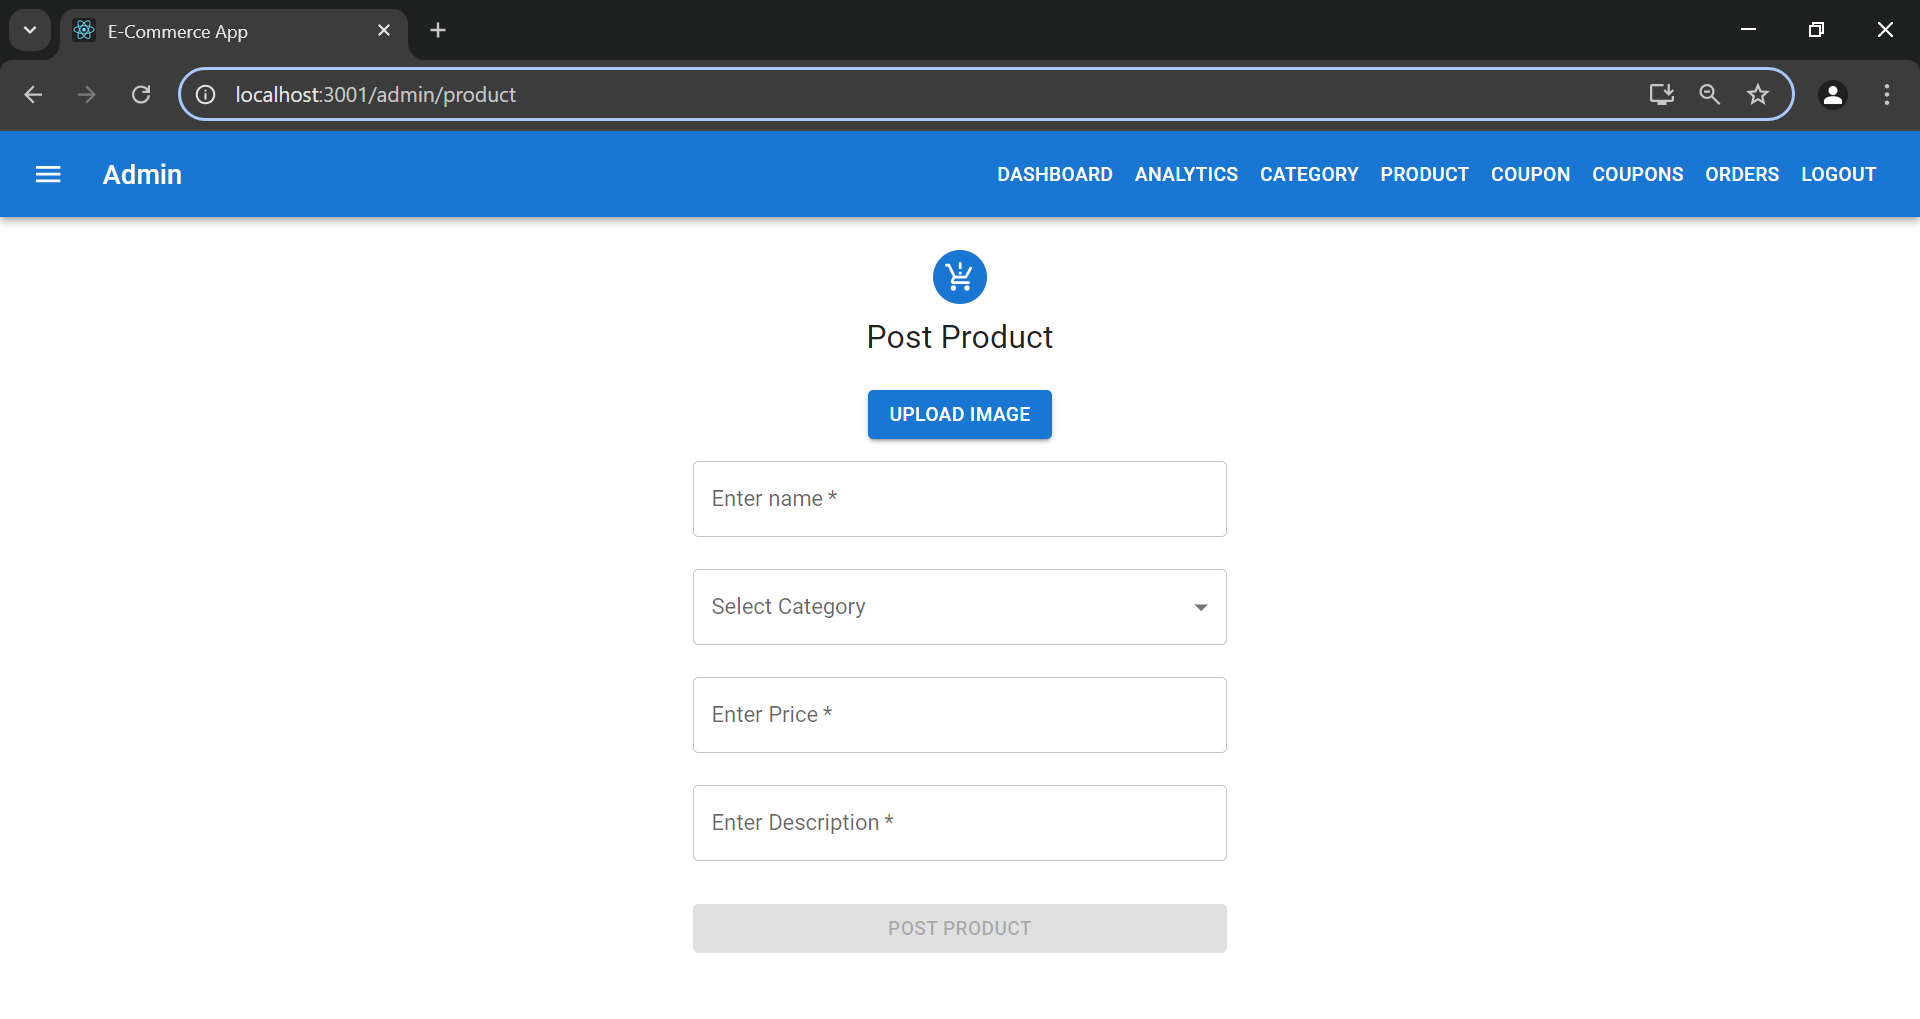 E-Commerce App
localhost:3001/admin/product
Admin DASHBOARD ANALYTICS CATEGORY PRODUCT COUPON COUPONS ORDERS LOGOUT
Post Product
UPLOAD IMAGE
Enter name *
Select Category
Enter Price *
Enter Description *
POST PRODUCT